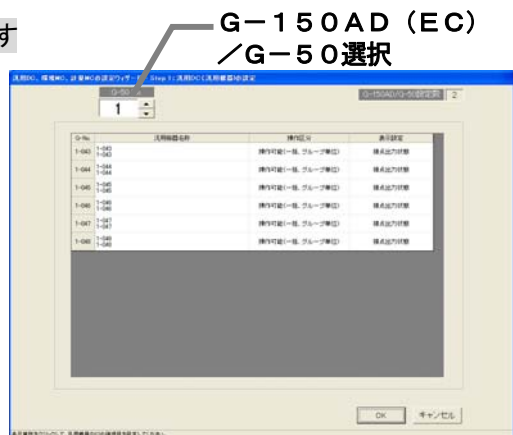 す
G－１５０ＡＤ（ＥＣ）
／G－５０選択
汎用DC、環境MC、計量MCの設定ウィザード Step 1:汎用DC(汎用機器)の設定
G-50
1
G-150AD/G-50設定数 2
G-No 汎用機器名称 操作区分 表示設定
1-043 1-043 1-043 操作可能(一括、グループ単位) 接点出力状態
1-044 1-044 1-044 操作可能(一括、グループ単位) 接点出力状態
1-045 1-045 1-045 操作可能(一括、グループ単位) 接点出力状態
1-046 1-046 1-046 操作可能(一括、グループ単位) 接点出力状態
1-047 1-047 1-047 操作可能(一括、グループ単位) 接点出力状態
1-048 1-048 1-048 操作可能(一括、グループ単位) 接点出力状態
OK キャンセル